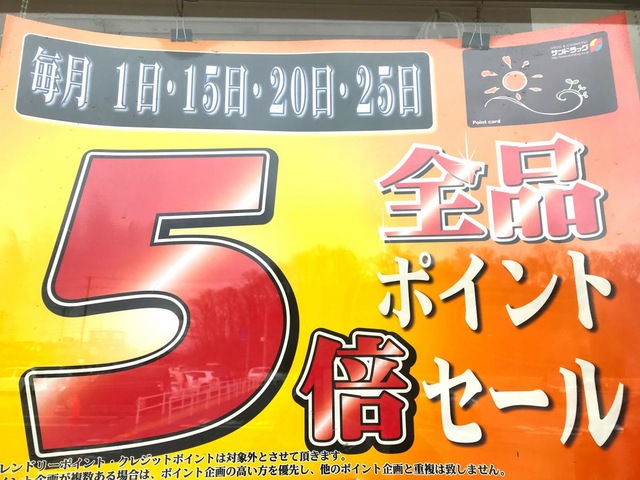 毎月 1日・15日・20日・25日
サンドラッグ
Point card
全品
5倍
ポイント
セール
レンドリーポイント・クレジットポイントは対象外とさせて頂きます。
イント企画が複数ある場合は、ポイント企画の高い方を優先し、他のポイント企画と重複は致しません。